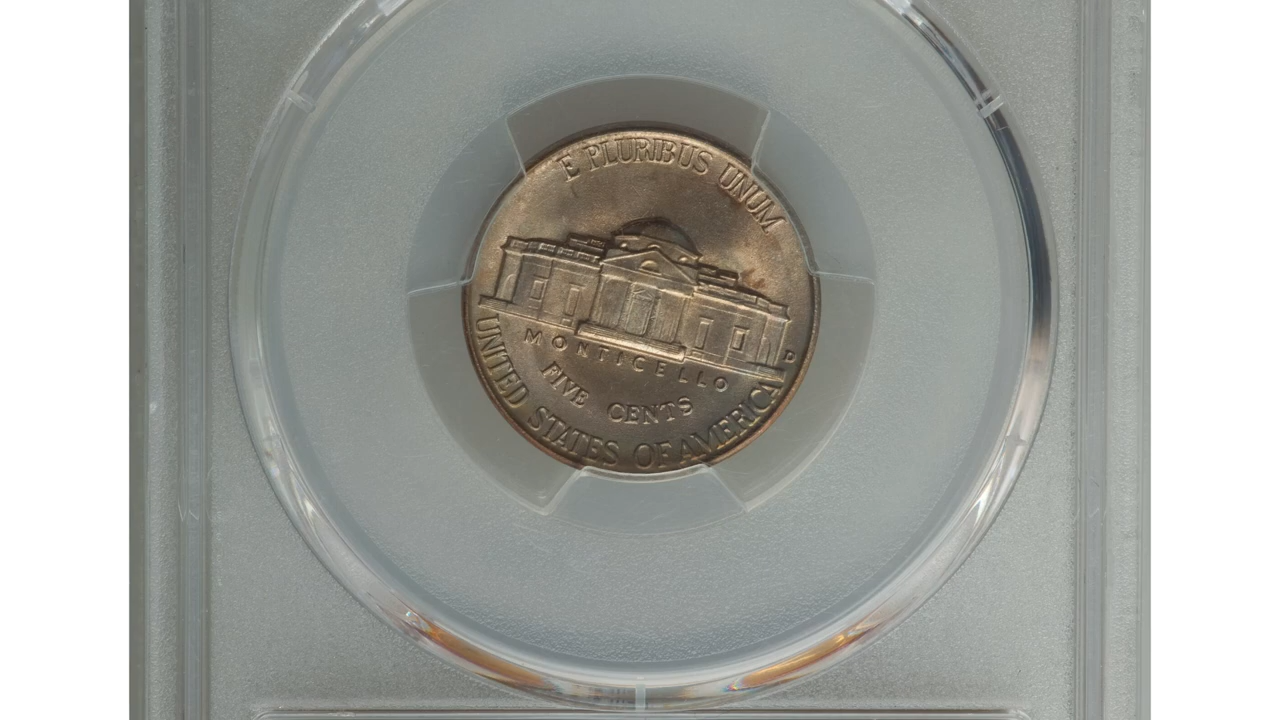 E PLURIBUS UNUM
D
MONTICELLO
FIVE CENTS
UNITED STATES OF AMERICA